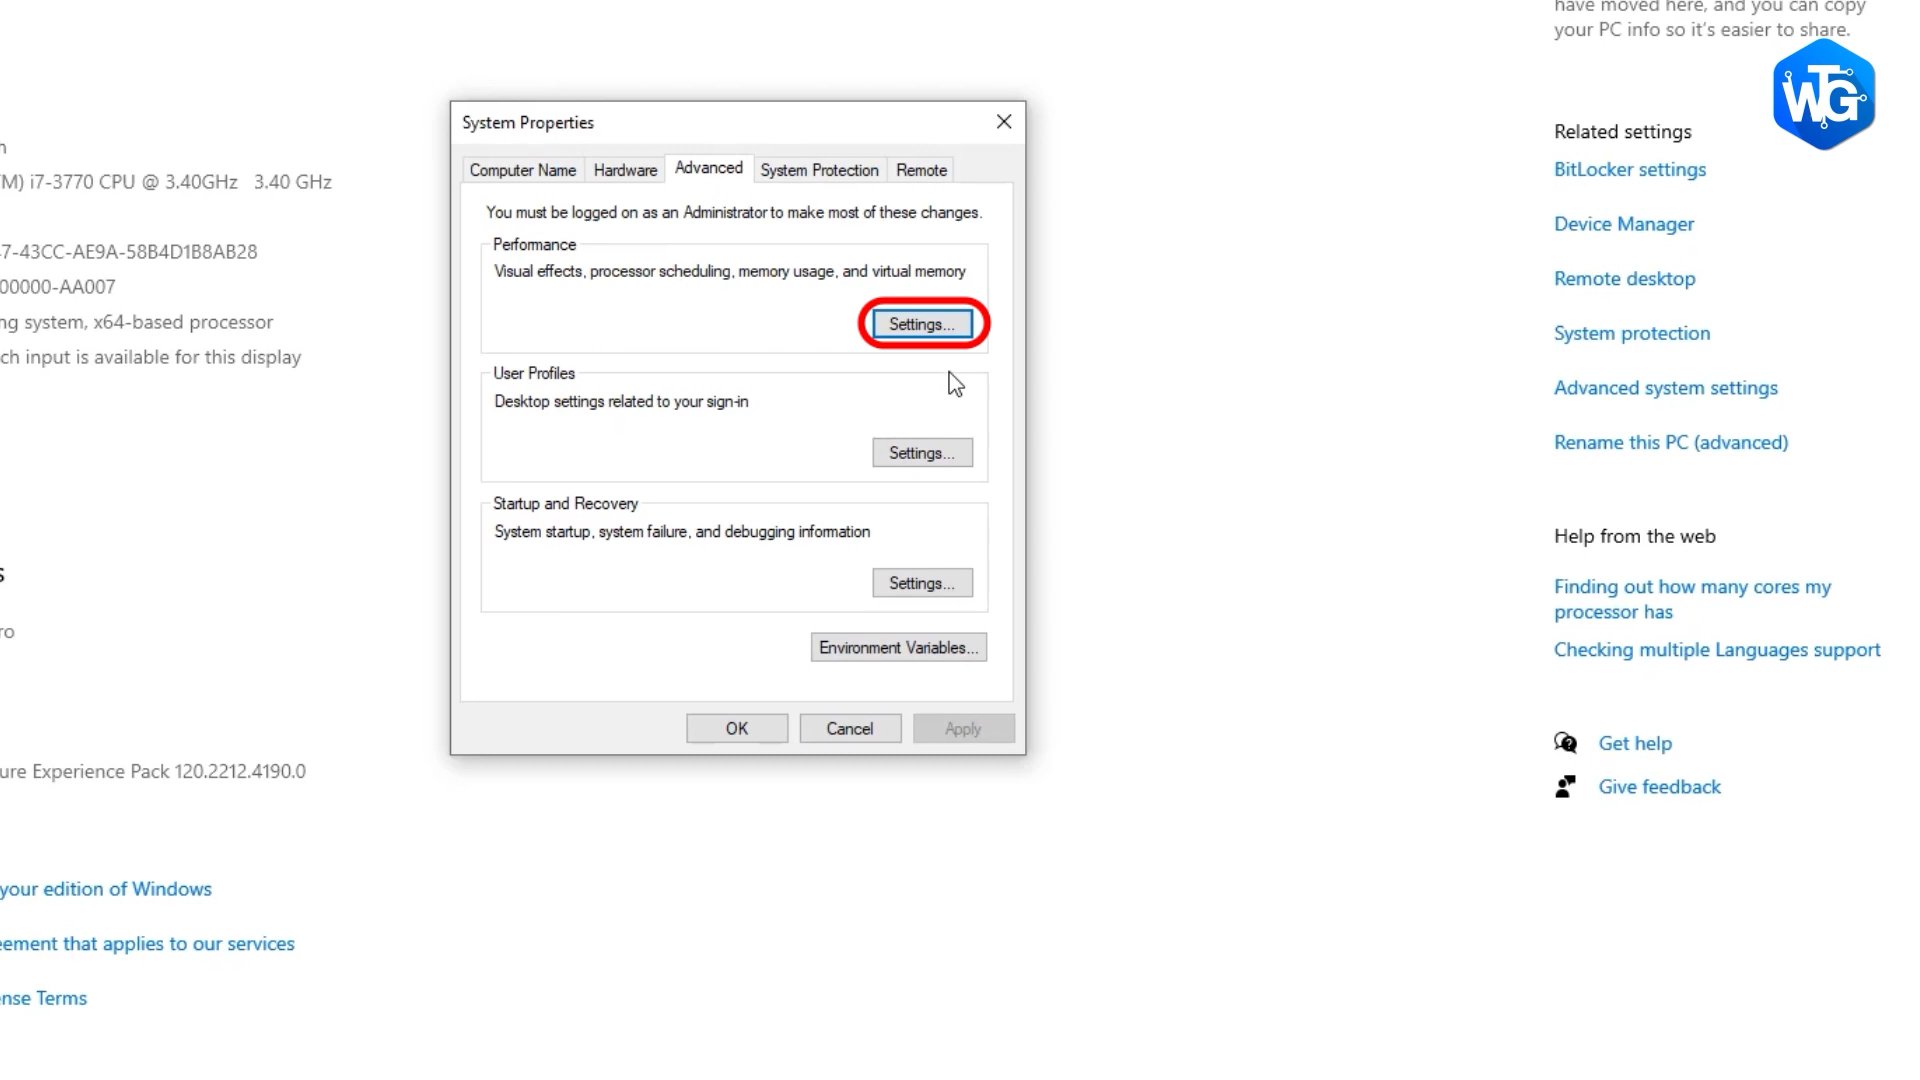 have moved here, and you can copy
your PC info so it's easier to share.
WTG
System Properties
Computer Name
Hardware
Advanced
System Protection
Remote
You must be logged on as an Administrator to make most of these changes.
Performance
Visual effects, processor scheduling, memory usage, and virtual memory
Settings...
User Profiles
Desktop settings related to your sign-in
Settings...
Startup and Recovery
System startup, system failure, and debugging information
Settings...
Environment Variables...
OK
Cancel
Apply
M) i7-3770 CPU @ 3.40GHz 3.40 GHz
7-43CC-AE9A-58B4D1B8AB28
00000-AA007
ng system, x64-based processor
ch input is available for this display
s
ro
ure Experience Pack 120.2212.4190.0
your edition of Windows
eement that applies to our services
ense Terms
Related settings
BitLocker settings
Device Manager
Remote desktop
System protection
Advanced system settings
Rename this PC (advanced)
Help from the web
Finding out how many cores my
processor has
Checking multiple Languages support
Get help
Give feedback